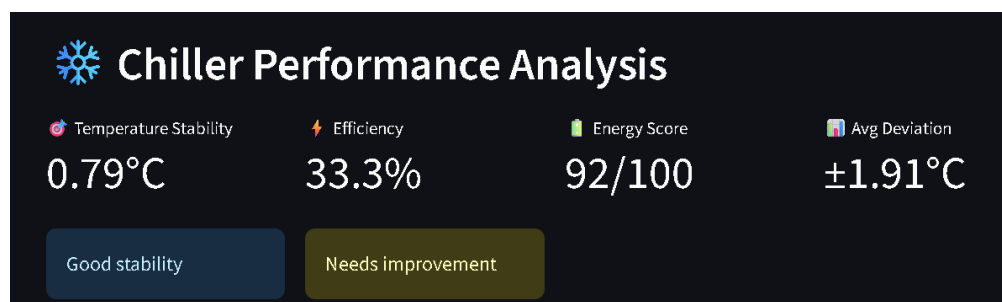 Chiller Performance Analysis
Temperature Stability
Efficiency
Energy Score
Avg Deviation
0.79°C
33.3%
92/100
±1.91°C
Good stability
Needs improvement